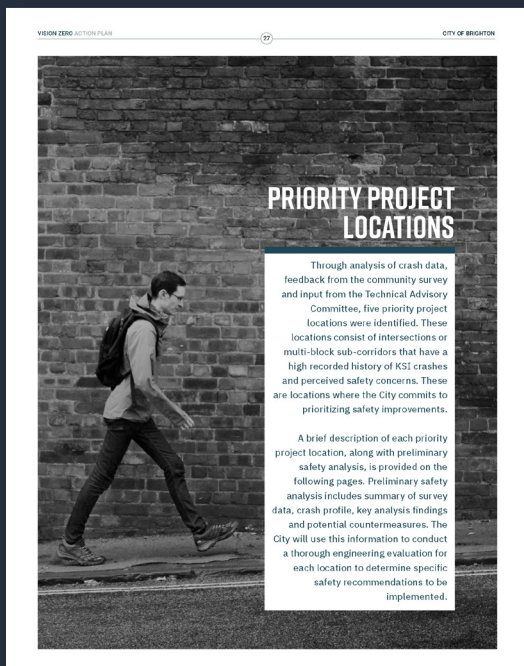 VISION ZERO ACTION PLAN
27
CITY OF BRIGHTON
PRIORITY PROJECT
LOCATIONS
Through analysis of crash data,
feedback from the community survey
and input from the Technical Advisory
Committee, five priority project
locations were identified. These
locations consist of intersections or
multi-block sub-corridors that have a
high recorded history of KSI crashes
and perceived safety concerns. These
are locations where the City commits to
prioritizing safety improvements.
A brief description of each priority
project location, along with preliminary
safety analysis, is provided on the
following pages. Preliminary safety
analysis includes summary of survey
data, crash profile, key analysis findings
and potential countermeasures. The
City will use this information to conduct
a thorough engineering evaluation for
each location to determine specific
safety recommendations to be
implemented.